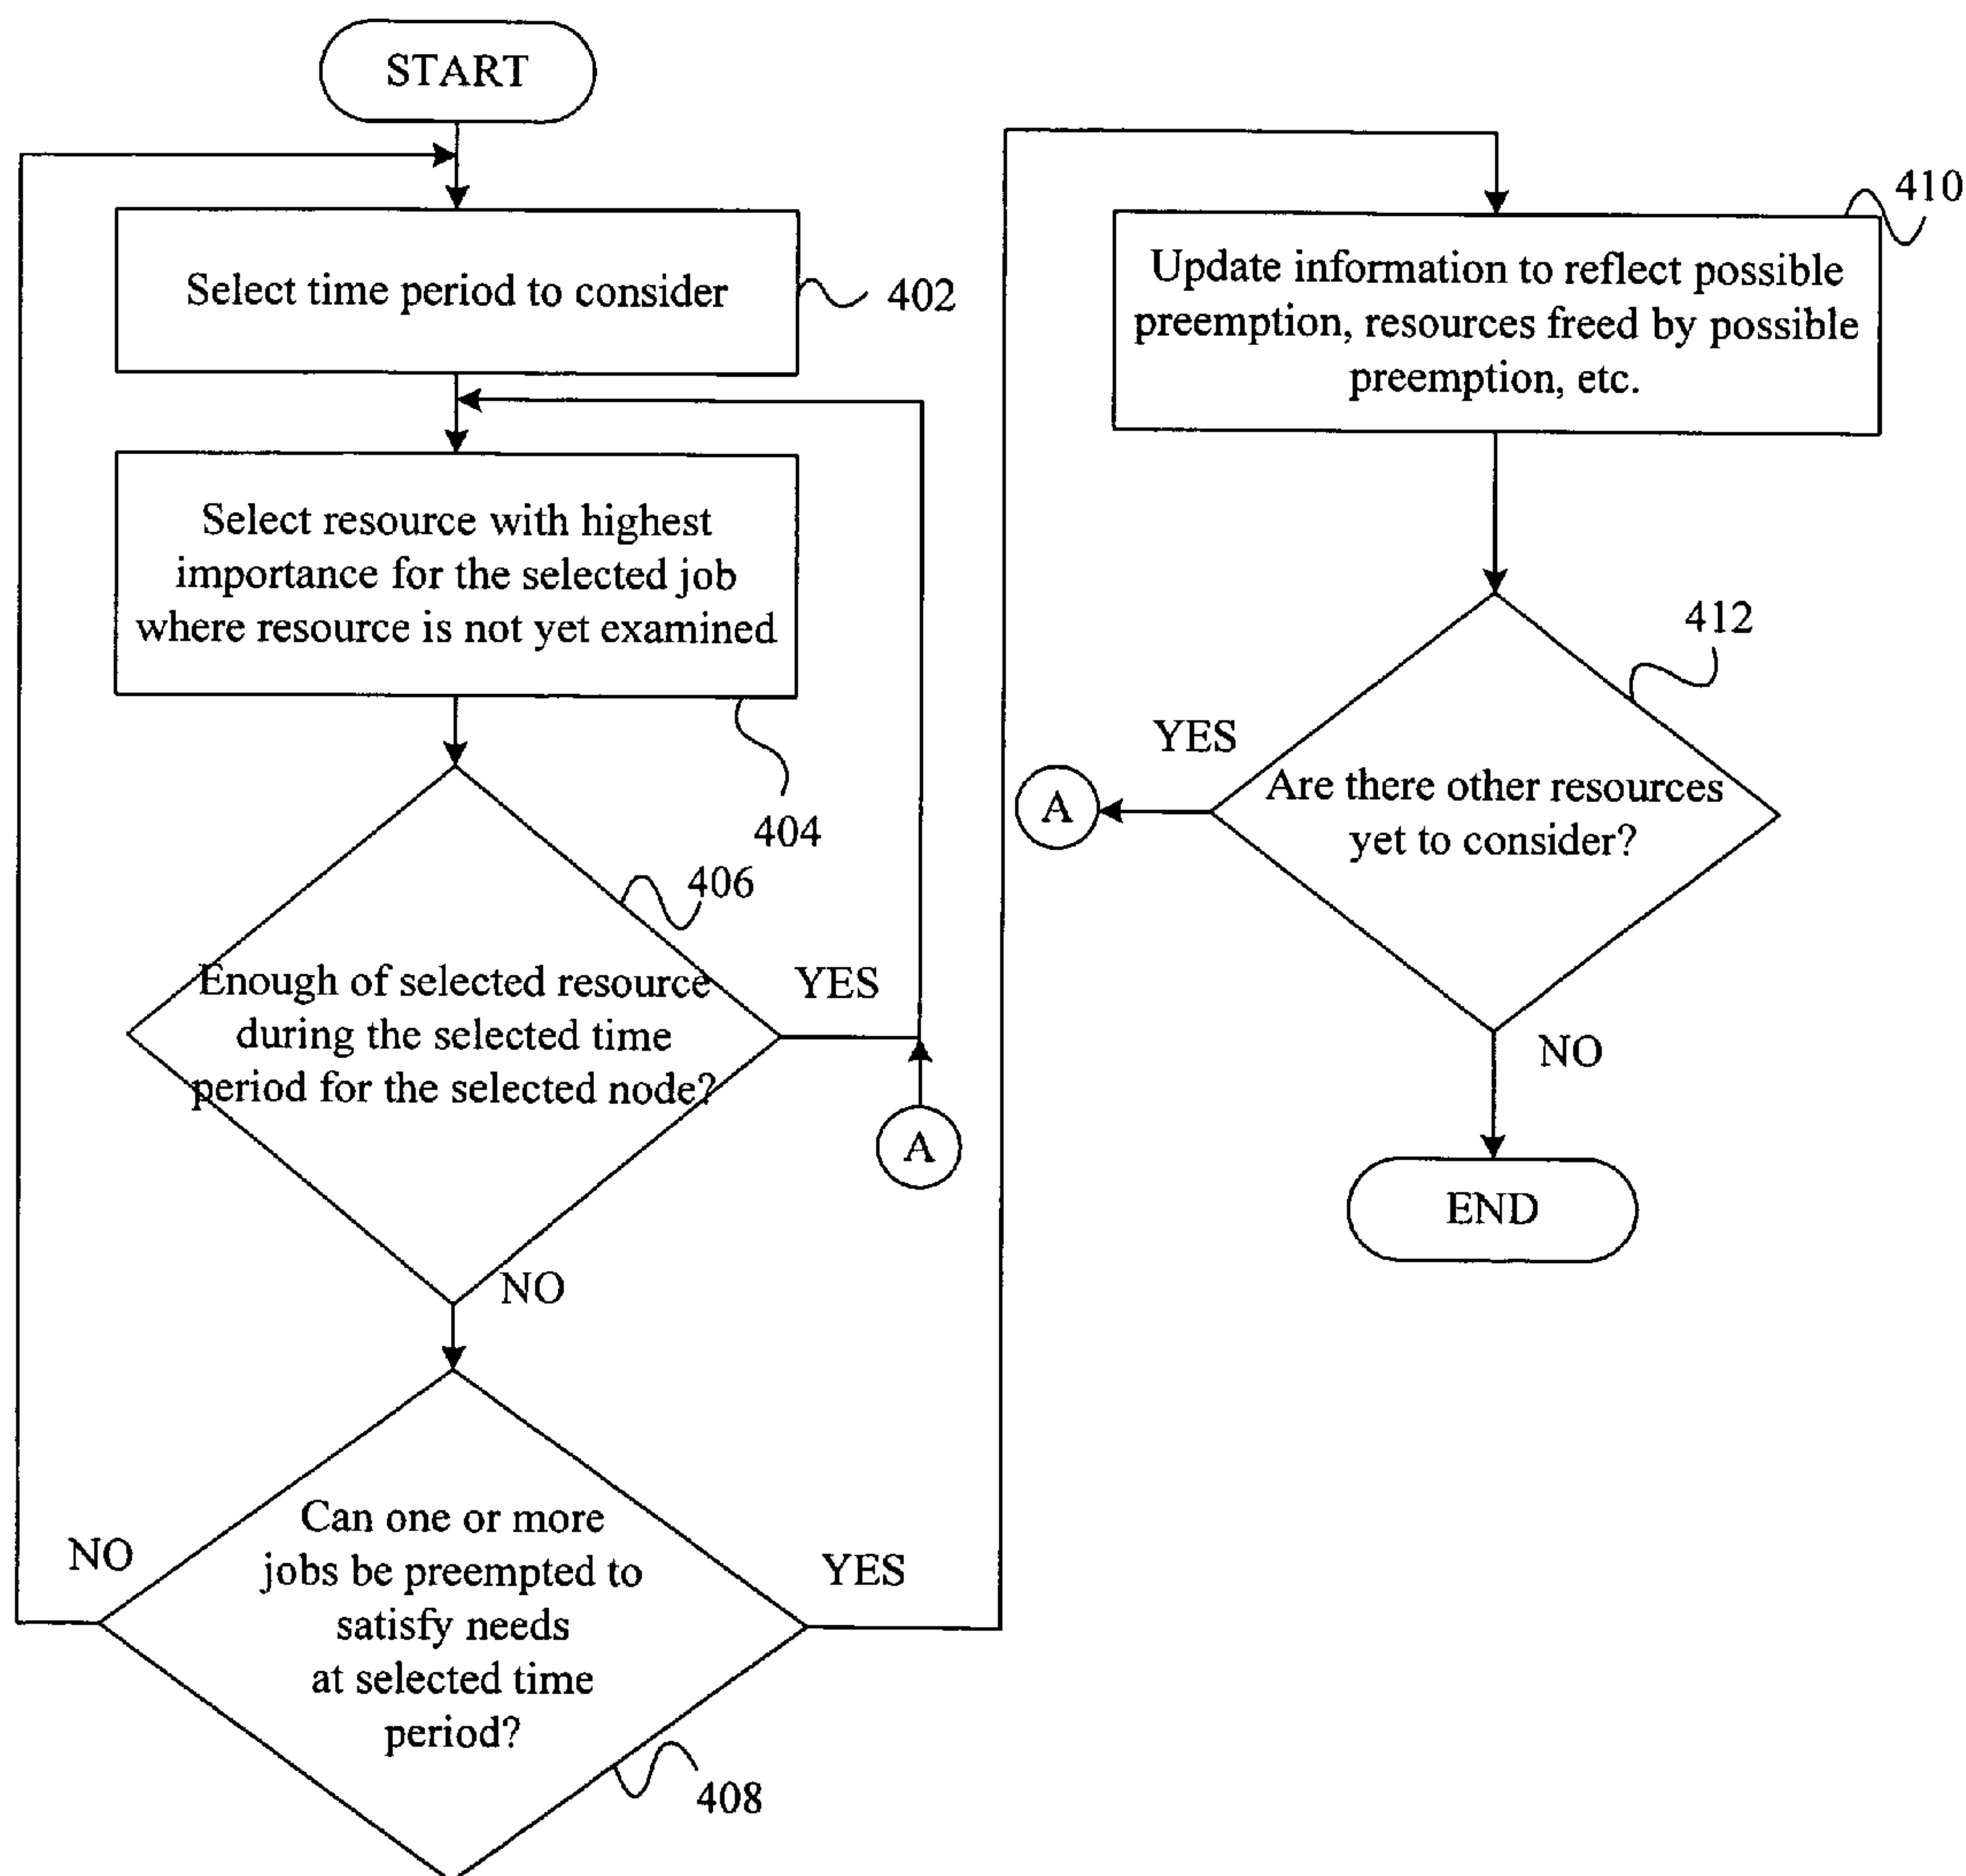 START
Select time period to consider
402
Select resource with highest
importance for the selected job
where resource is not yet examined
404
406
Enough of selected resource
during the selected time
period for the selected node?
YES
A
NO
Can one or more
jobs be preempted to
satisfy needs
at selected time
period?
NO
YES
408
410
Update information to reflect possible
preemption, resources freed by possible
preemption, etc.
412
YES
A
Are there other resources
yet to consider?
NO
END